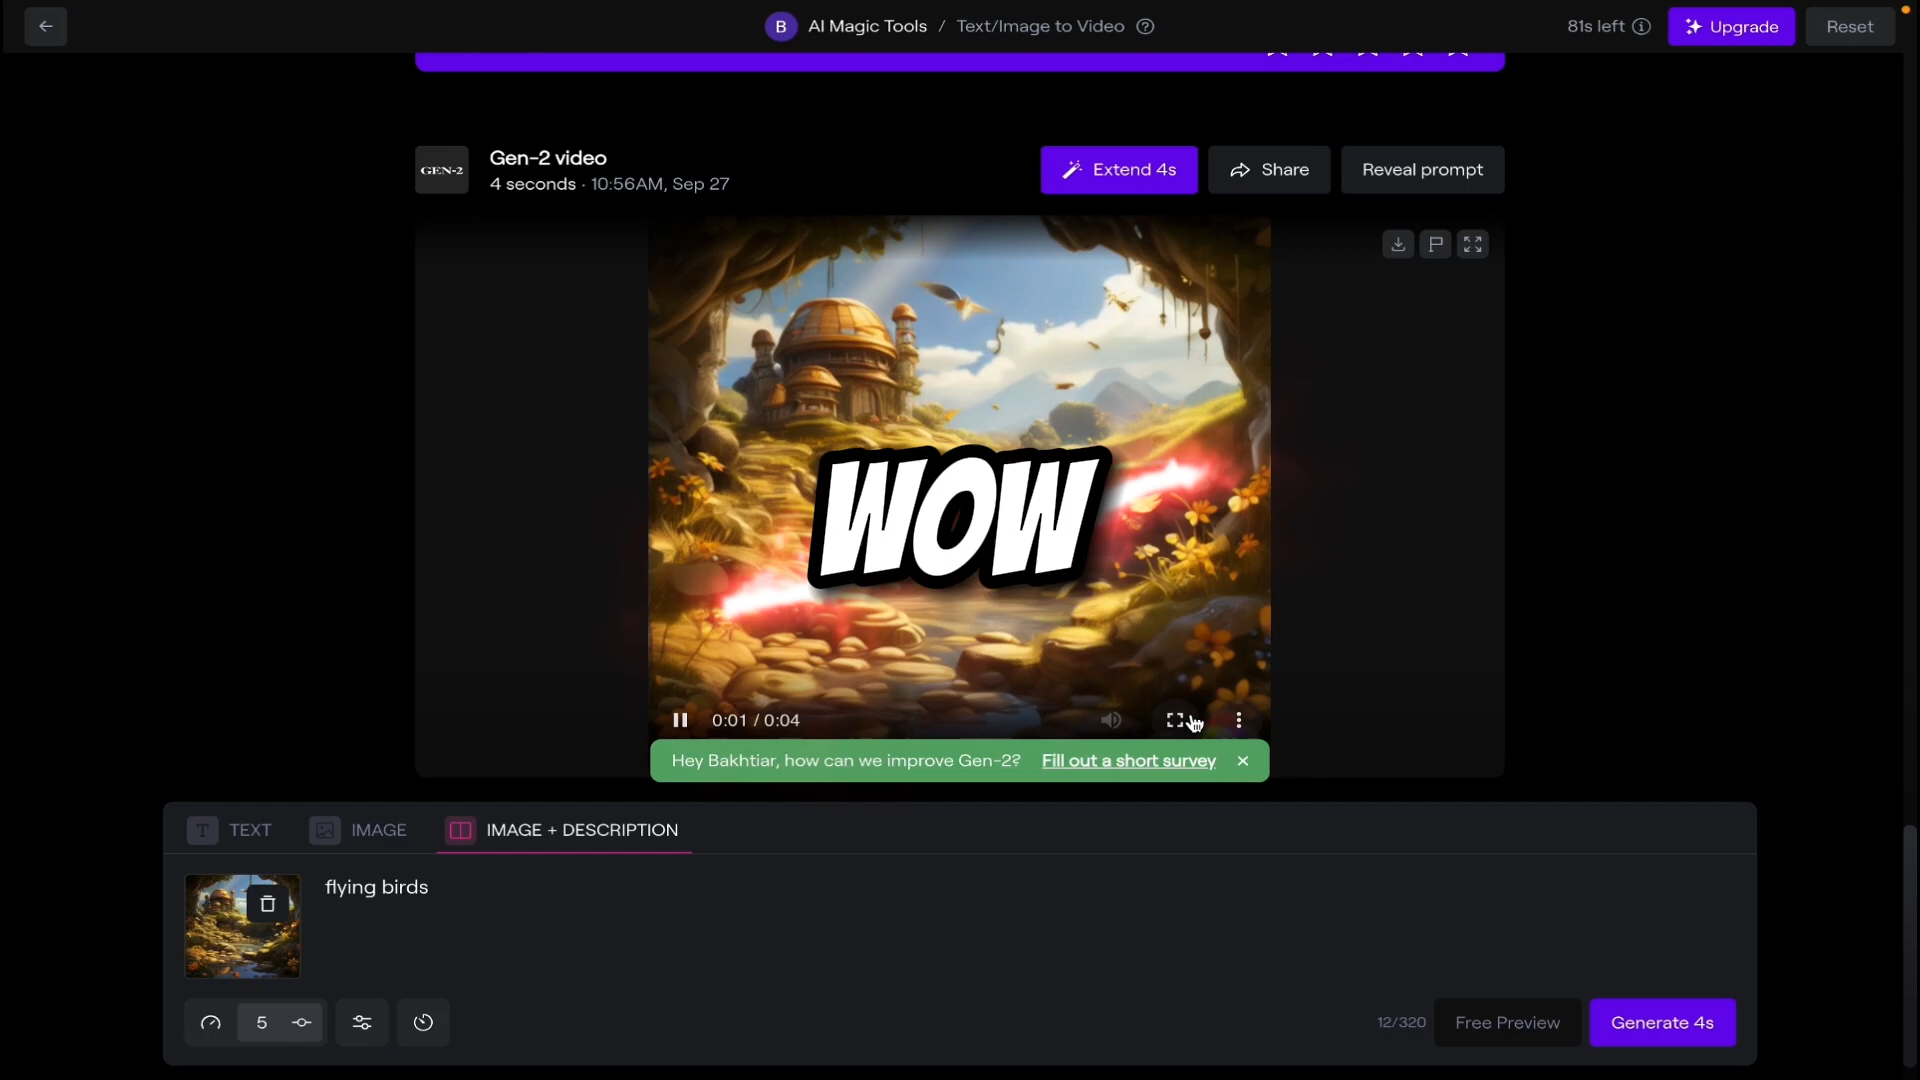 B AI Magic Tools / Text/Image to Video
81s left
Upgrade
Reset
GEN-2
Gen-2 video
4 seconds · 10:56AM, Sep 27
Extend 4s
Share
Reveal prompt
WOW
0:01 / 0:04
Hey Bakhtiar, how can we improve Gen-2? Fill out a short survey
TEXT
IMAGE
IMAGE + DESCRIPTION
flying birds
5
12/320
Free Preview
Generate 4s